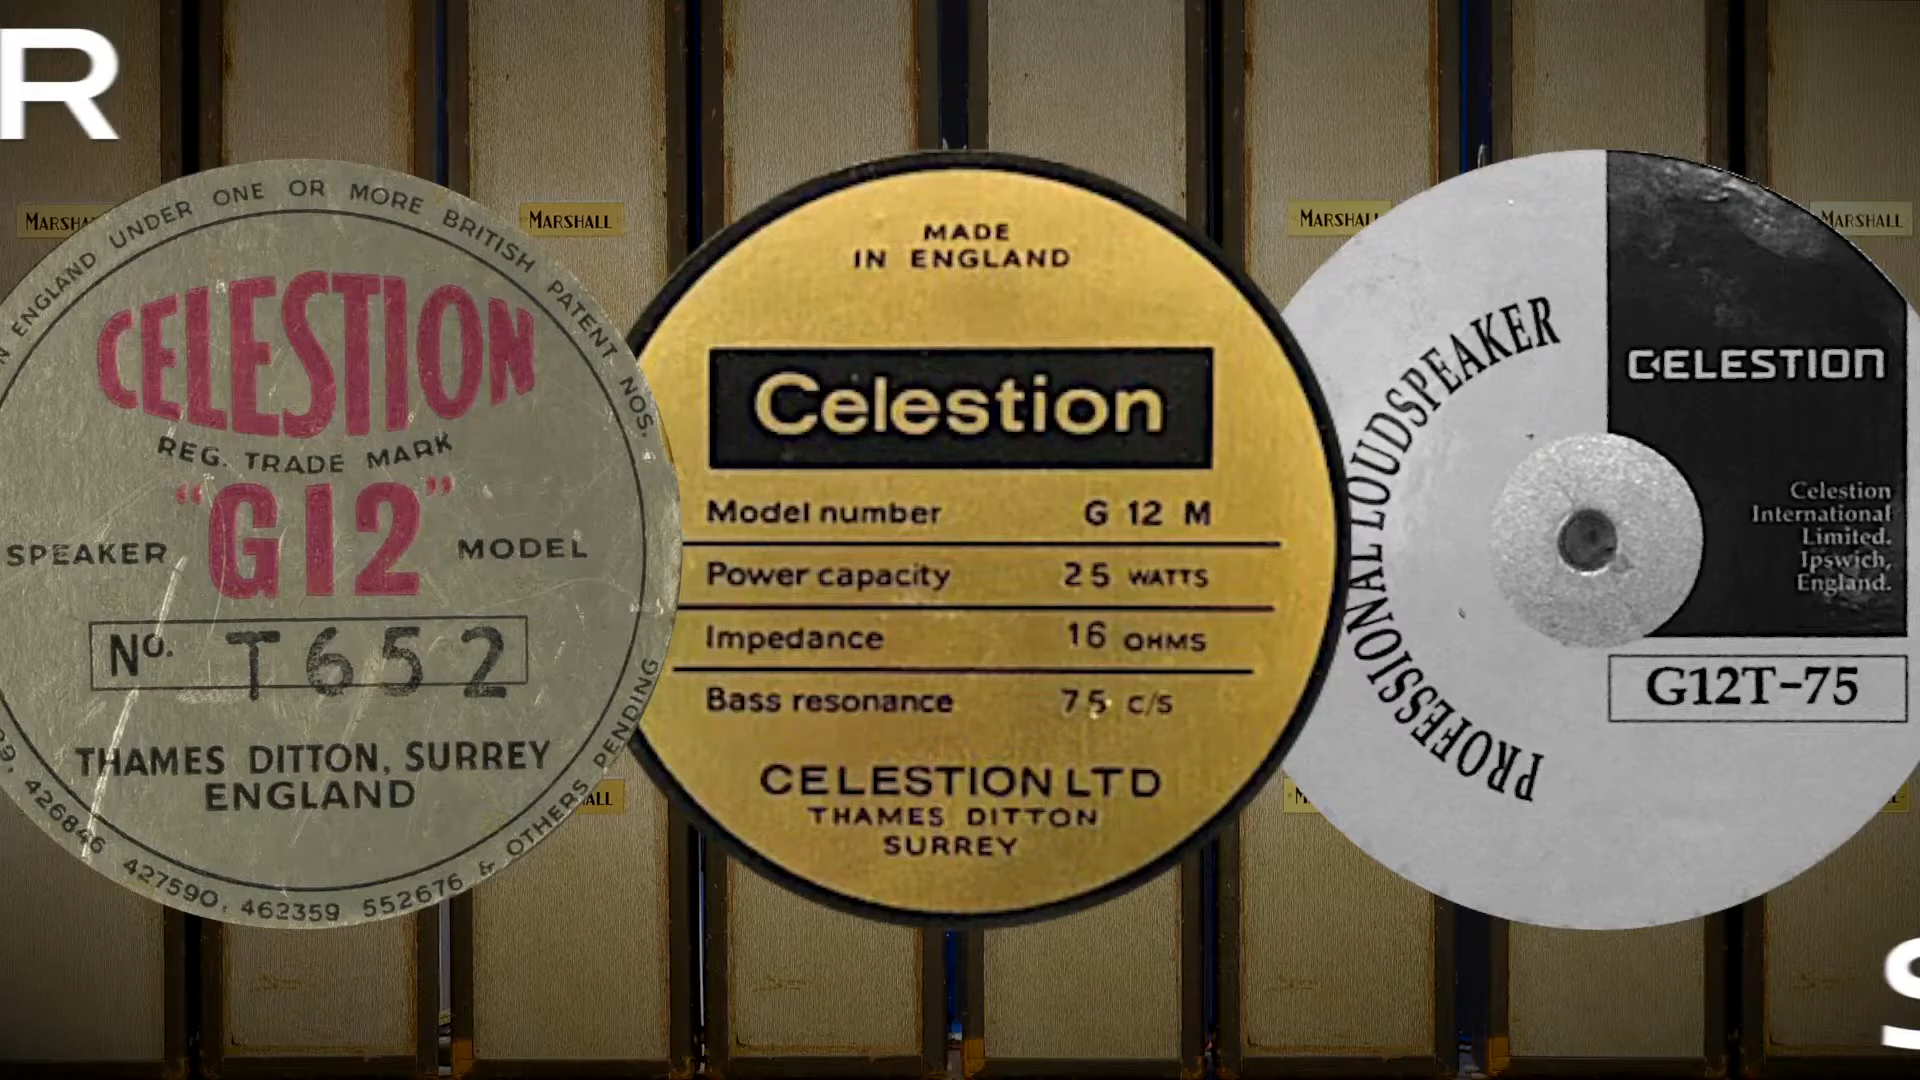 R
MARSHALL
MARSHALL
MARSHALL
ENGLAND UNDER ONE OR MORE BRITISH PATENT NOS.
CELESTION
REG. TRADE MARK
"G12"
SPEAKER MODEL
No. T652
THAMES DITTON, SURREY
ENGLAND
426846 427590, 462359 552676 & OTHERS PENDING
MADE
IN ENGLAND
Celestion
Model number G 12 M
Power capacity 25 WATTS
Impedance 16 OHMS
Bass resonance 75 C/S
CELESTION LTD
THAMES DITTON
SURREY
PROFESSIONAL LOUDSPEAKER
CELESTION
Celestion
International
Limited.
Ipswich,
England.
G12T-75
S